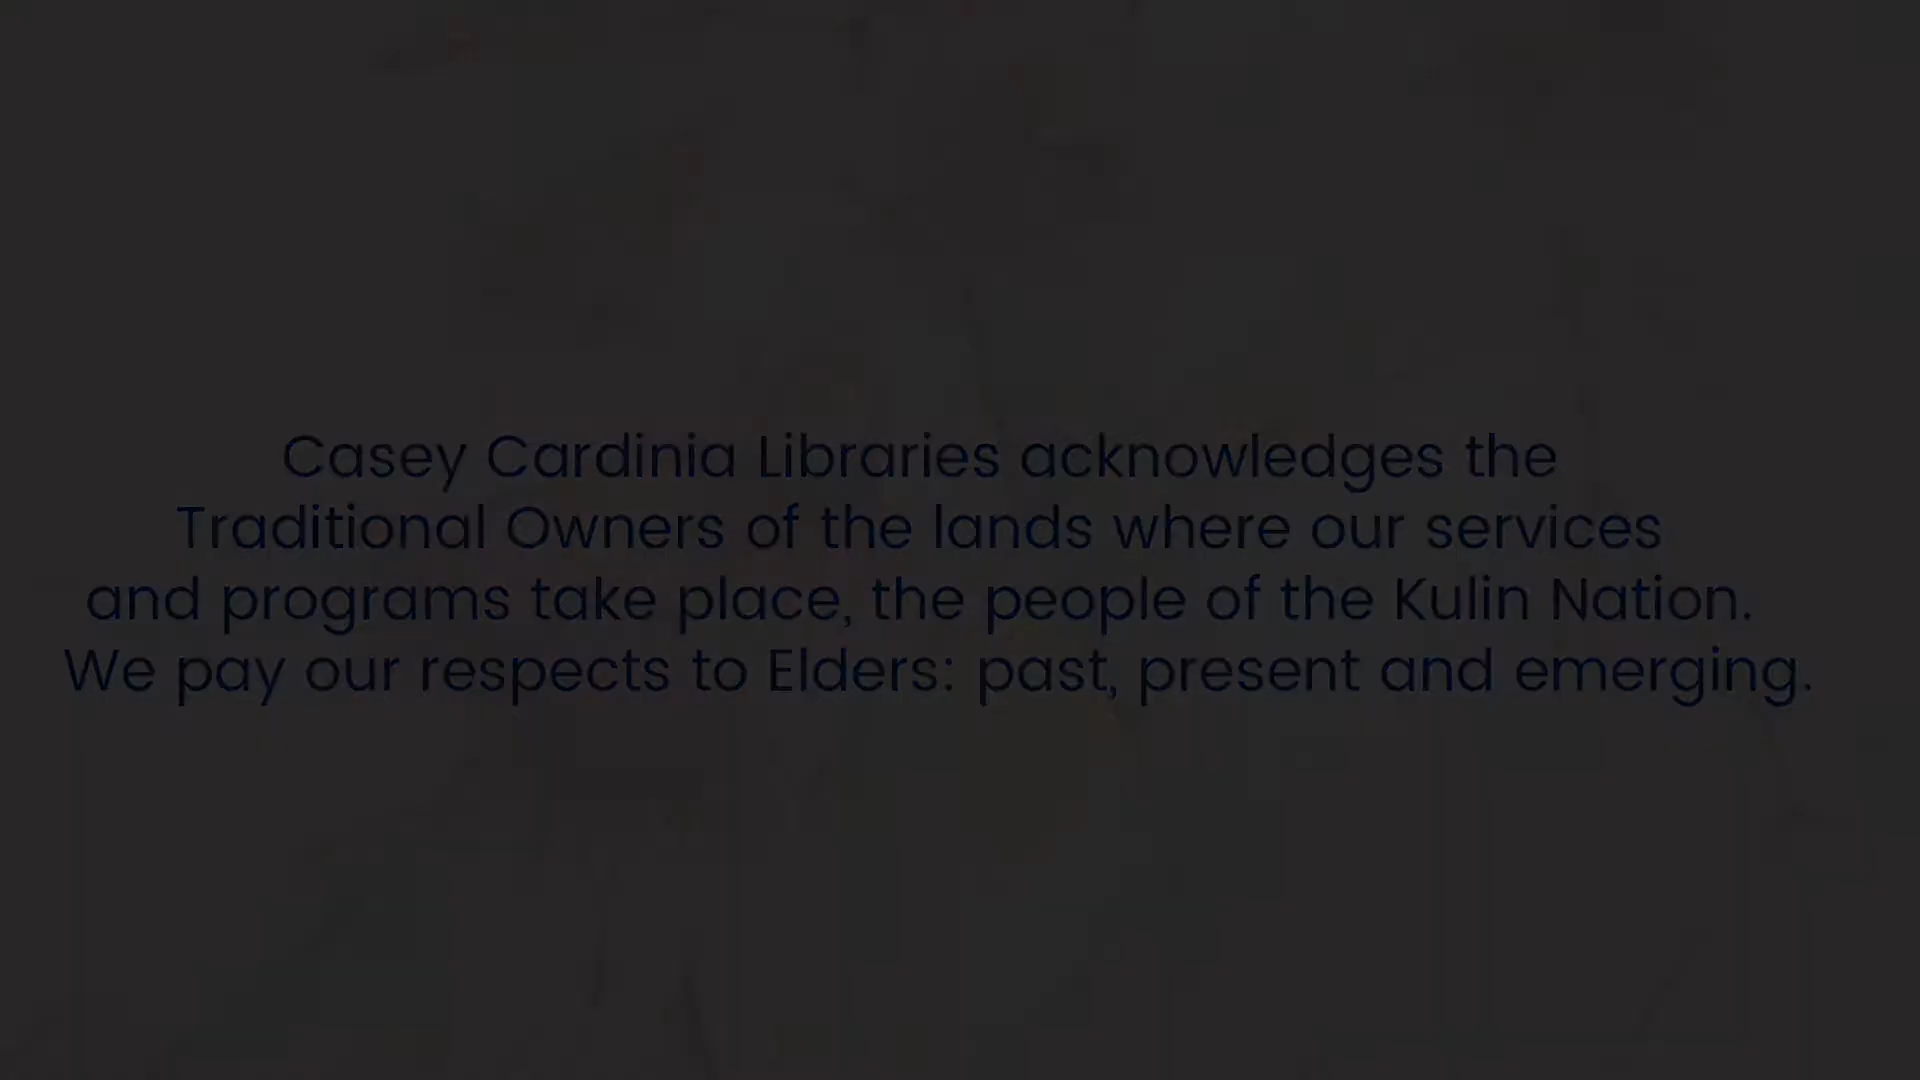 Casey Cardinia Libraries acknowledges the
Traditional Owners of the lands where our services
and programs take place, the people of the Kulin Nation.
We pay our respects to Elders: past, present and emerging.